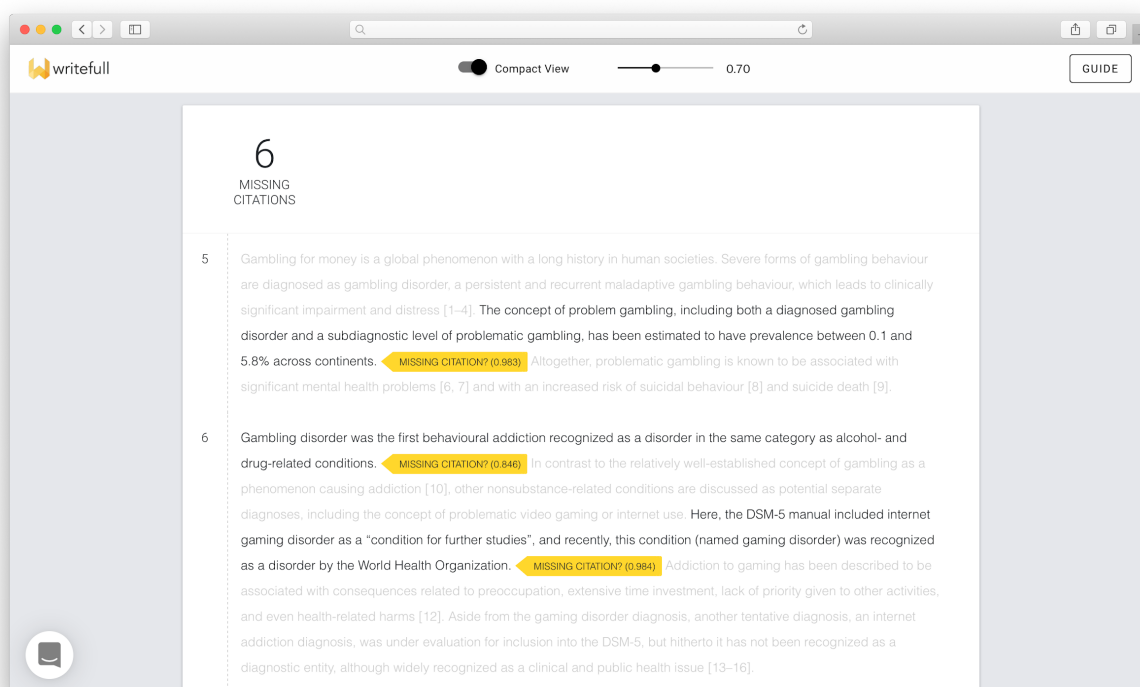 writefull
Compact View
0.70
GUIDE
6
MISSING
CITATIONS
5
Gambling for money is a global phenomenon with a long history in human societies. Severe forms of gambling behaviour
are diagnosed as gambling disorder, a persistent and recurrent maladaptive gambling behaviour, which leads to clinically
significant impairment and distress [1–4]. The concept of problem gambling, including both a diagnosed gambling
disorder and a subdiagnostic level of problematic gambling, has been estimated to have prevalence between 0.1 and
5.8% across continents. MISSING CITATION? (0.983) Altogether, problematic gambling is known to be associated with
significant mental health problems [6, 7] and with an increased risk of suicidal behaviour [8] and suicide death [9].
6
Gambling disorder was the first behavioural addiction recognized as a disorder in the same category as alcohol- and
drug-related conditions. MISSING CITATION? (0.846) In contrast to the relatively well-established concept of gambling as a
phenomenon causing addiction [10], other nonsubstance-related conditions are discussed as potential separate
diagnoses, including the concept of problematic video gaming or internet use. Here, the DSM-5 manual included internet
gaming disorder as a “condition for further studies”, and recently, this condition (named gaming disorder) was recognized
as a disorder by the World Health Organization. MISSING CITATION? (0.984) Addiction to gaming has been described to be
associated with consequences related to preoccupation, extensive time investment, lack of priority given to other activities,
and even health-related harms [12]. Aside from the gaming disorder diagnosis, another tentative diagnosis, an internet
addiction diagnosis, was under evaluation for inclusion into the DSM-5, but hitherto it has not been recognized as a
diagnostic entity, although widely recognized as a clinical and public health issue [13–16].